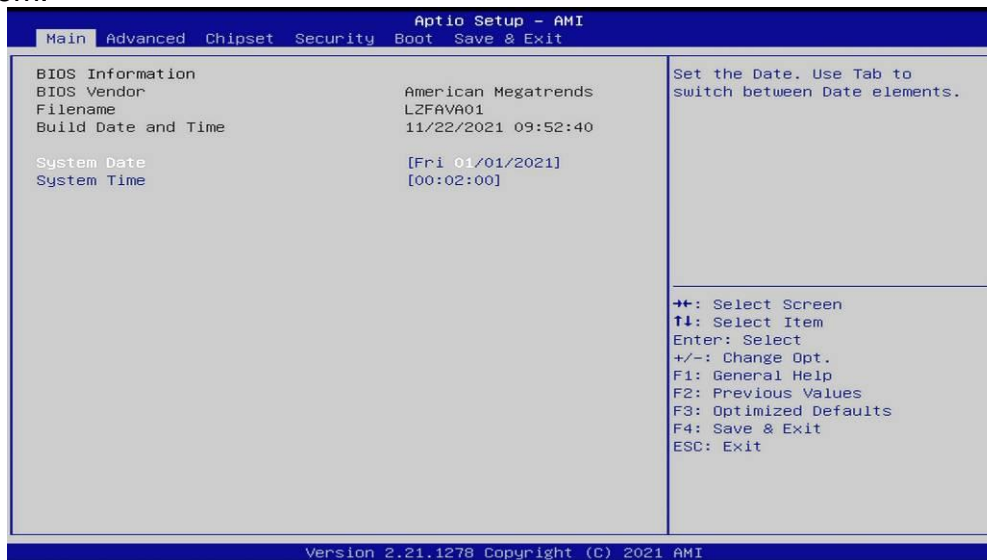 Aptio Setup – AMI
Main Advanced Chipset Security Boot Save & Exit
BIOS Information
BIOS Vendor American Megatrends
Filename LZFAVA01
Build Date and Time 11/22/2021 09:52:40
System Date [Fri 01/01/2021]
System Time [00:02:00]
Set the Date. Use Tab to
switch between Date elements.
→←: Select Screen
↑↓: Select Item
Enter: Select
+/-: Change Opt.
F1: General Help
F2: Previous Values
F3: Optimized Defaults
F4: Save & Exit
ESC: Exit
Version 2.21.1278 Copyright (C) 2021 AMI